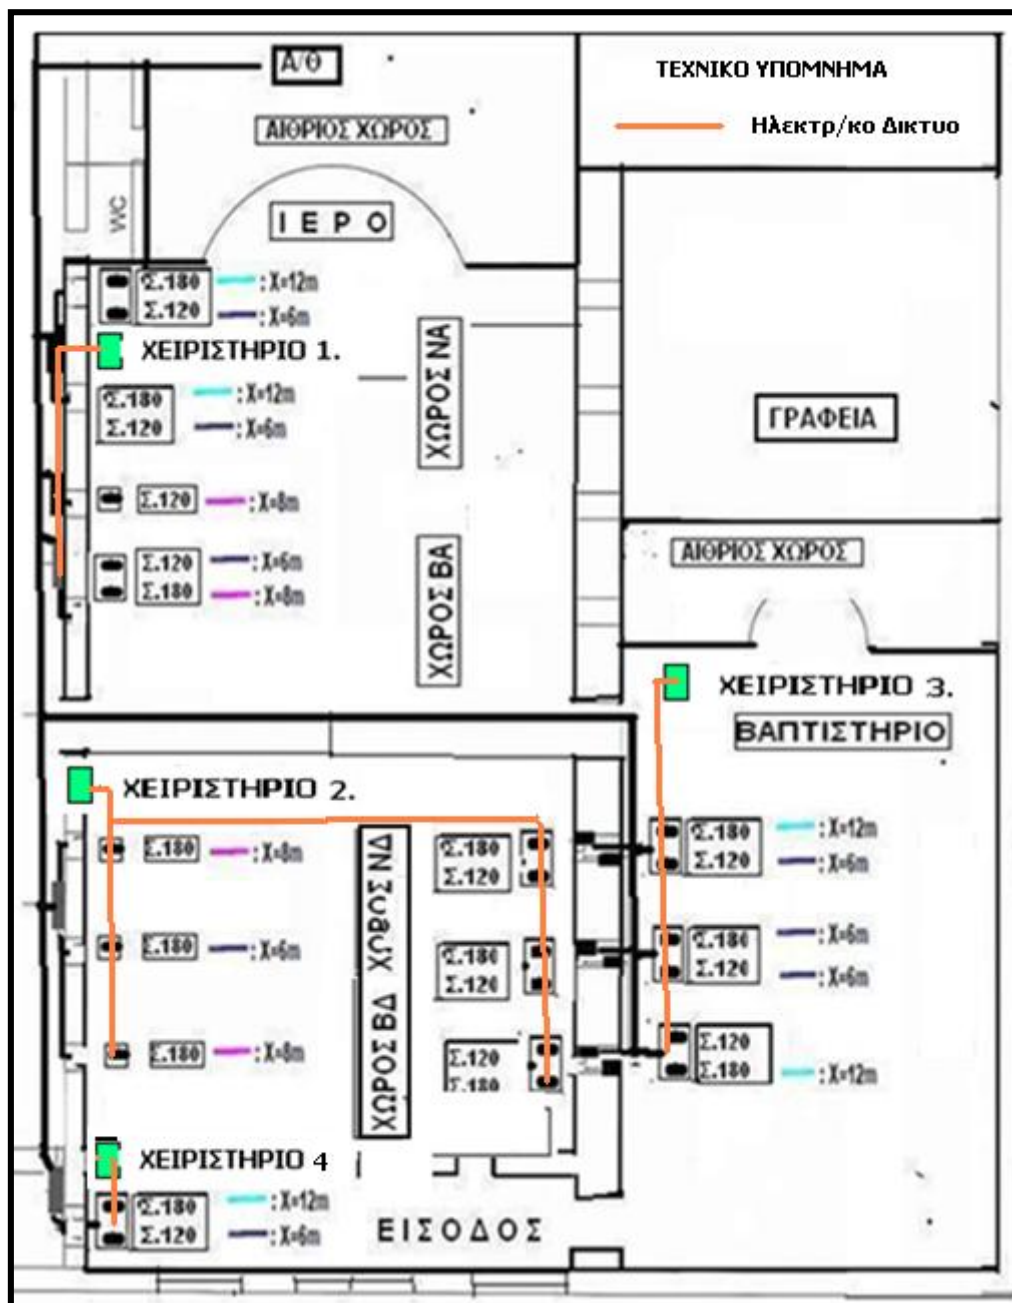 Α/Θ
ΤΕΧΝΙΚΟ ΥΠΟΜΝΗΜΑ
Ηλεκτρ/κο Δικτυο
ΑΙΘΡΙΟΣ ΧΩΡΟΣ
WC
Ι Ε Ρ Ο
Σ.180 : Χ=12m
Σ.120 : Χ=6m
ΧΕΙΡΙΣΤΗΡΙΟ 1.
ΧΩΡΟΣ ΝΑ
Σ.180 : Χ=12m
Σ.120 : Χ=6m
ΓΡΑΦΕΙΑ
Σ.120 : Χ=8m
ΧΩΡΟΣ ΒΑ
Σ.120 : Χ=6m
Σ.180 : Χ=8m
ΑΙΘΡΙΟΣ ΧΩΡΟΣ
ΧΕΙΡΙΣΤΗΡΙΟ 3.
ΒΑΠΤΙΣΤΗΡΙΟ
ΧΕΙΡΙΣΤΗΡΙΟ 2.
Σ.180 : Χ=8m
Σ.180 : Χ=6m
Σ.180 : Χ=8m
ΧΩΡΟΣ ΒΔ ΧΩΡΟΣ ΝΔ
Σ.180
Σ.120
Σ.180
Σ.120
Σ.120
Σ.180
Σ.180 : Χ=12m
Σ.120 : Χ=6m
Σ.180 : Χ=6m
Σ.120 : Χ=6m
Σ.120
Σ.180 : Χ=12m
ΧΕΙΡΙΣΤΗΡΙΟ 4
Σ.180 : Χ=12m
Σ.120 : Χ=6m
ΕΙΣΟΔΟΣ